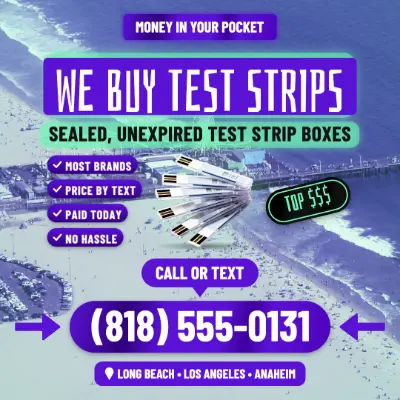 MONEY IN YOUR POCKET
WE BUY TEST STRIPS
SEALED, UNEXPIRED TEST STRIP BOXES
MOST BRANDS
PRICE BY TEXT
PAID TODAY
NO HASSLE
TOP $$$
CALL OR TEXT
(818) 555-0131
LONG BEACH • LOS ANGELES • ANAHEIM